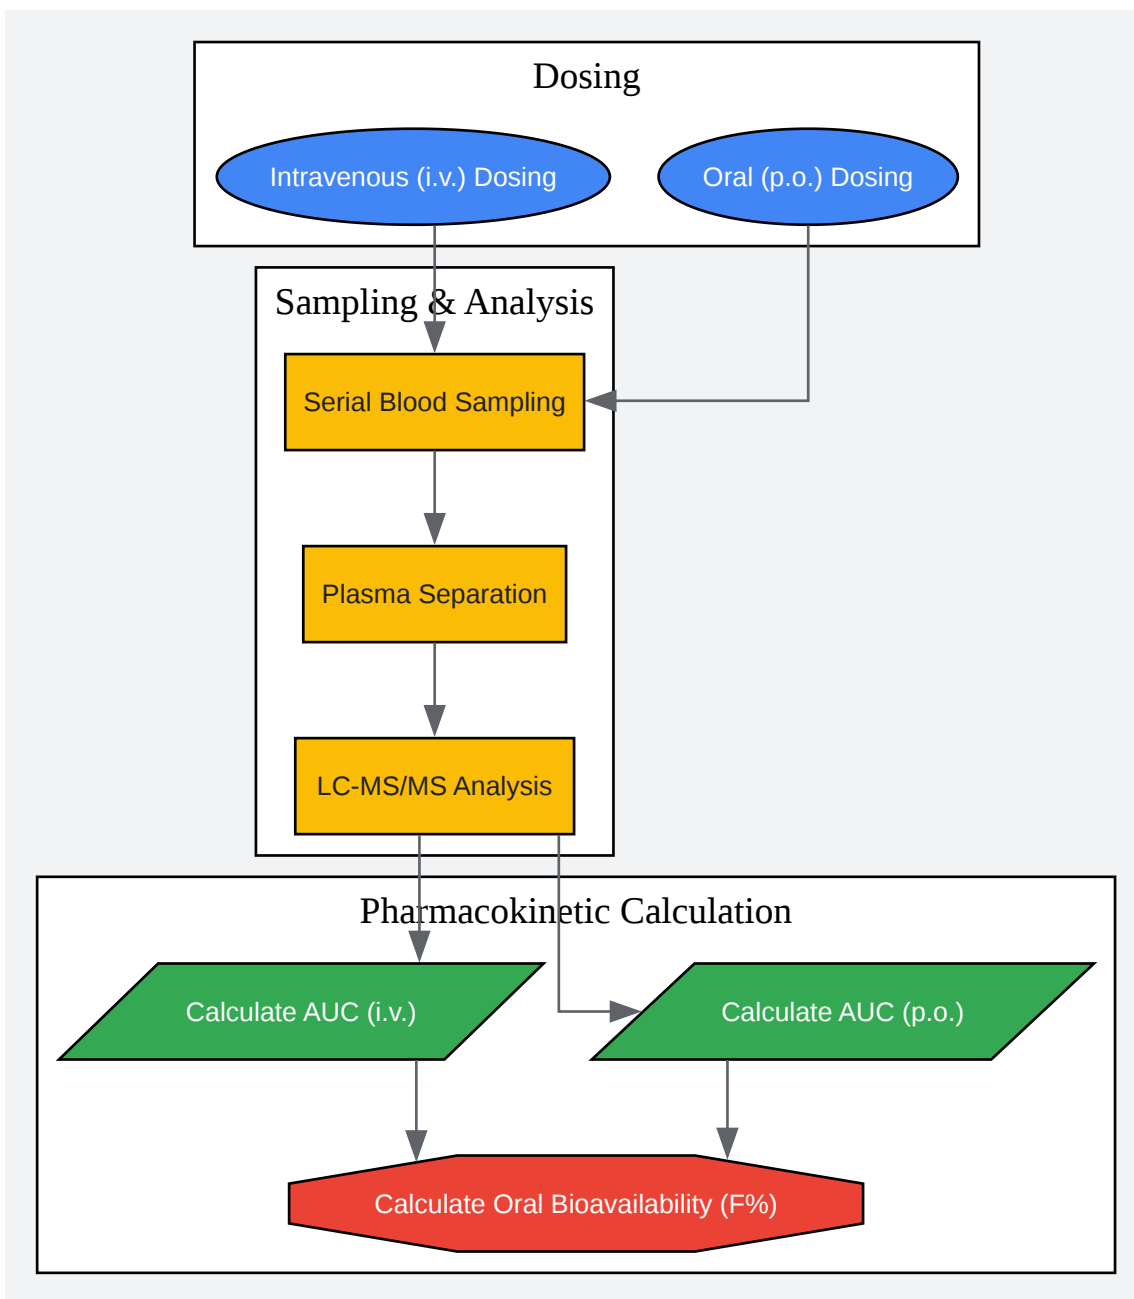 Dosing
Intravenous (i.v.) Dosing
Oral (p.o.) Dosing
Sampling & Analysis
Serial Blood Sampling
Plasma Separation
LC-MS/MS Analysis
Pharmacokinetic Calculation
Calculate AUC (i.v.)
Calculate AUC (p.o.)
Calculate Oral Bioavailability (F%)